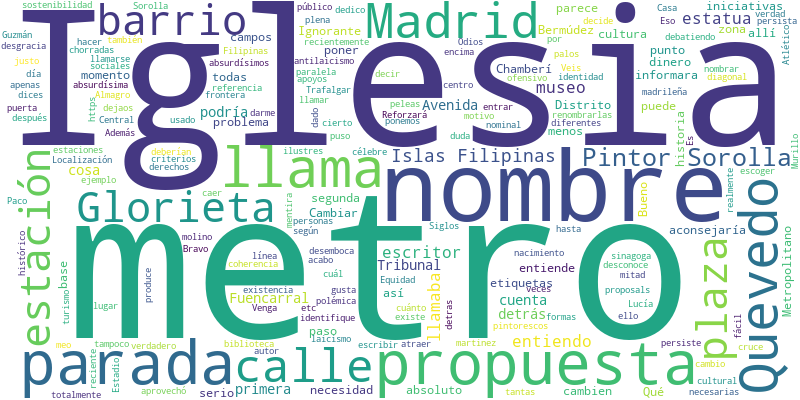 sostenibilidad Sorolla barrio Madrid público plena dedico parece iniciativas Casa verdad
Guzmán desgracia hacer también campos Ignorante recientemente Bermúdez cultura estatua decide persista Eso
chorradas llamarse Filipinas poner antilaicismo zona por debatiendo allí Atlético
justo momento sociales absurdísimos paralela Odios encima Chamberí punto dinero palos nombrar diagonal
Iglesia
día absurdísima todas referencia frontera apoyos decir centro museo Veis identidad informara madrileña
puerta apenas dices Almagro https podría darme Trafalgar llamar Avenida entrar ofensivo Distrito puede renombrarlas
después dejaos Central usado problema dado peleas Reforzará motivo nominal menos diferentes historia Es
Además cierto puso ponemos duda
estaciones deberían ilustres célebre
Localización criterios derechos llama Islas Filipinas Pintor Sorolla Murillo
cosa ejemplo caer segunda nombre escoger realmente
Paco estación Glorieta mentira Cambiar escritor Siglos hasta Bueno aconsejaría Quevedo
histórico molino Bravo personas según desemboca Tribunal entiende nacimiento sinagoga desconoce plaza Metropolitano
metro
base turismo produce línea coherencia acabo cuál Equidad etiquetas veces mitad proposals
lugar Fuencarral existencia gusta polémica así llamaba cuenta pintorescos formas Lucía ello fácil
Venga etc identifique cuánto existe detrás detras entiendo persiste cruce
meo tampoco verdadero biblioteca paso laicismo escribir atraer martinez tantas cambio
parada calle propuesta
reciente Estadio autor primera serio necesidad absoluto cambien Qué cultural necesarias
totalmente aprovechó